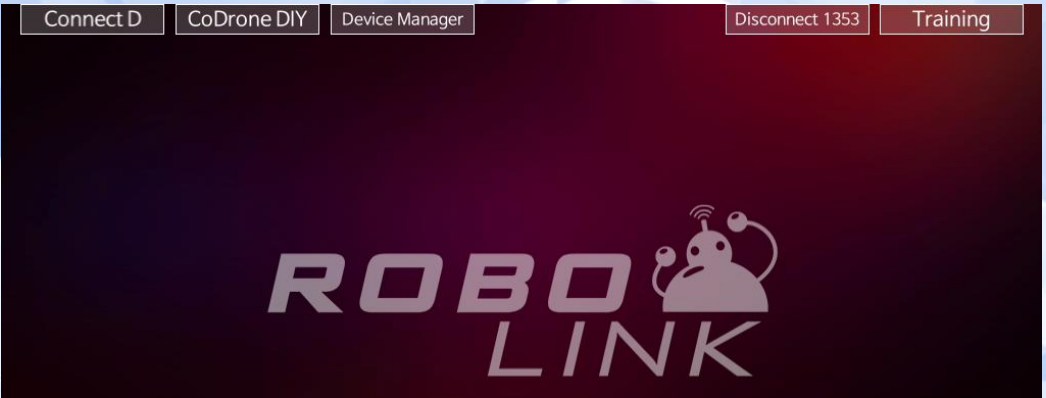 Connect D
CoDrone DIY
Device Manager
Disconnect 1353
Training
ROBO
LINK